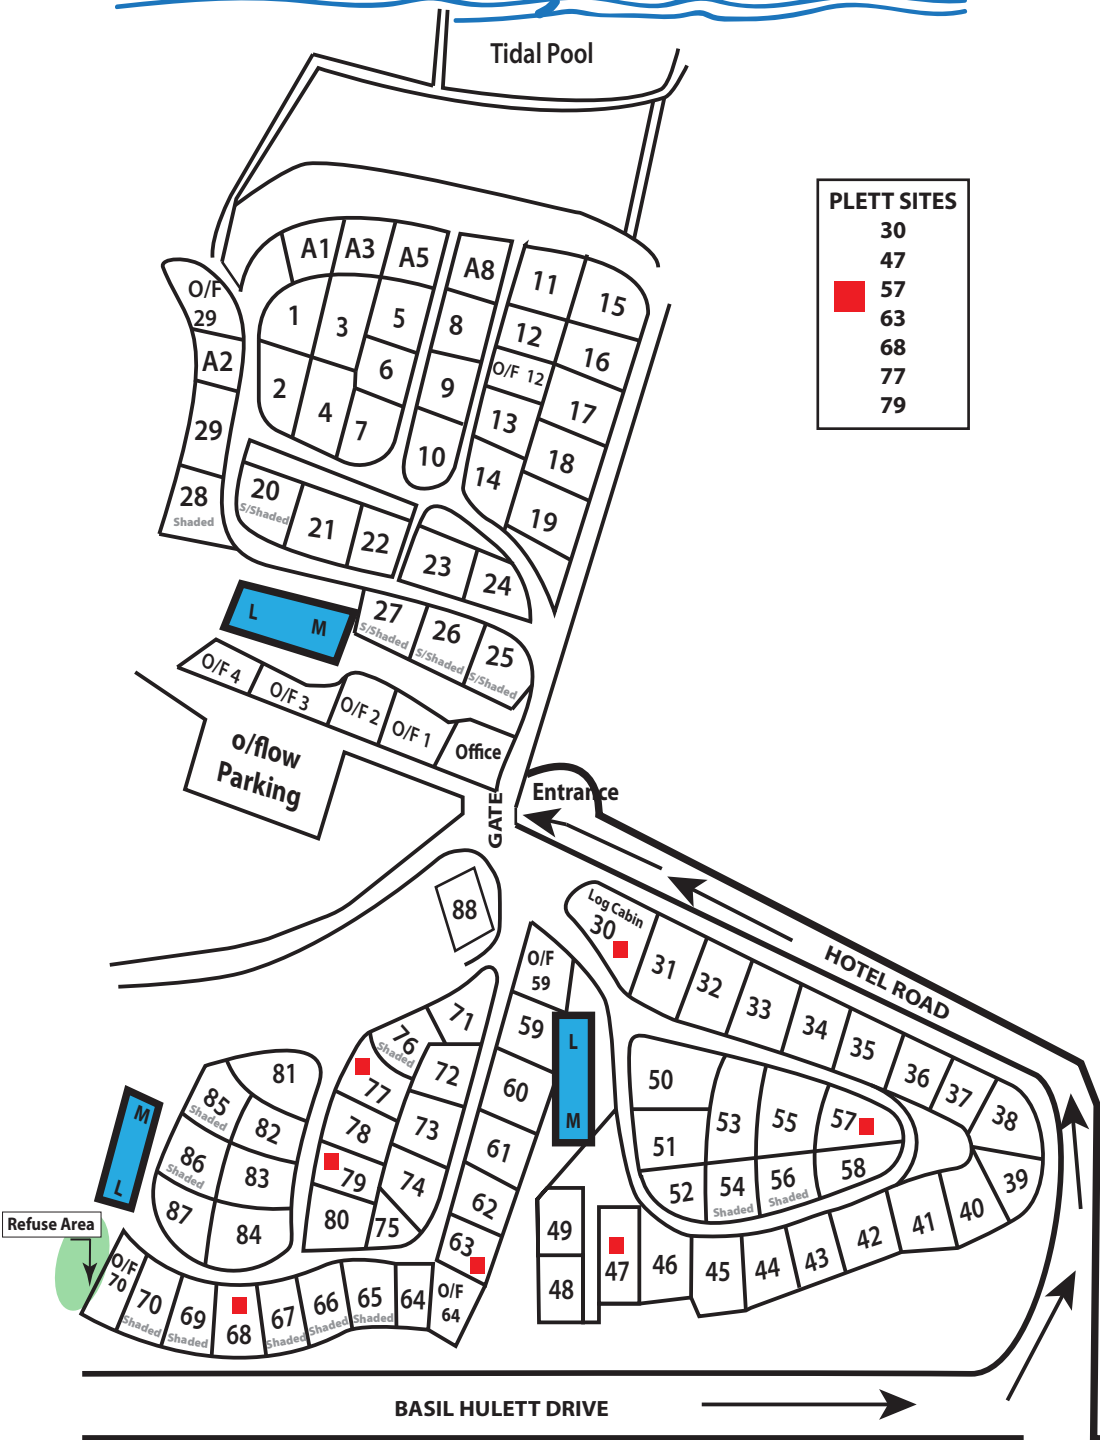 Tidal Pool
PLETT SITES
30
47
57
63
68
77
79
A1
A3
A5
A8
11
15
O/F
29
1
3
5
8
12
16
A2
6
O/F 12
2
9
4
7
13
17
29
10
14
18
28
Shaded
20
S/Shaded
21
22
19
23
24
L
M
27
S/Shaded
26
S/Shaded
25
S/Shaded
O/F 4
O/F 3
O/F 2
O/F 1
Office
o/flow
Parking
Entrance
GATE
88
Log Cabin
30
31
32
33
34
35
36
37
38
39
HOTEL ROAD
O/F
59
59
L
M
60
61
62
63
O/F
64
71
76
Shaded
77
72
78
73
79
74
80
75
81
85
Shaded
82
86
Shaded
83
87
84
M
L
50
51
52
53
54
Shaded
55
56
Shaded
57
58
49
48
47
46
45
44
43
42
41
40
Refuse Area
O/F
70
70
Shaded
69
Shaded
68
67
Shaded
66
Shaded
65
Shaded
64
BASIL HULETT DRIVE